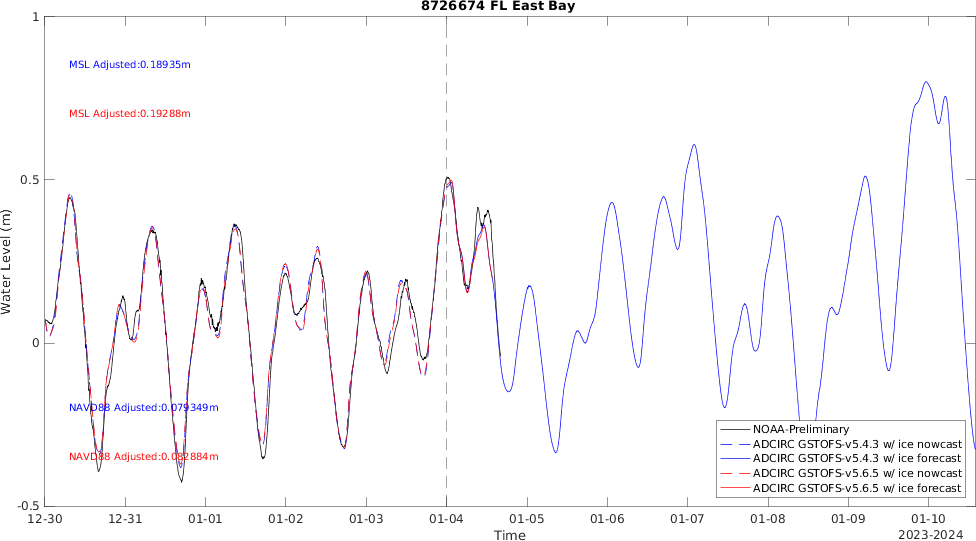 8726674 FL East Bay
1
MSL Adjusted:0.18935m
MSL Adjusted:0.19288m
0.5
Water Level (m)
0
NAVD88 Adjusted:0.079349m
NAVD88 Adjusted:0.082884m
-0.5
NOAA-Preliminary
ADCIRC GSTOFS-v5.4.3 w/ ice nowcast
ADCIRC GSTOFS-v5.4.3 w/ ice forecast
ADCIRC GSTOFS-v5.6.5 w/ ice nowcast
ADCIRC GSTOFS-v5.6.5 w/ ice forecast
12-30 12-31 01-01 01-02 01-03 01-04 01-05 01-06 01-07 01-08 01-09 01-10
Time
2023-2024